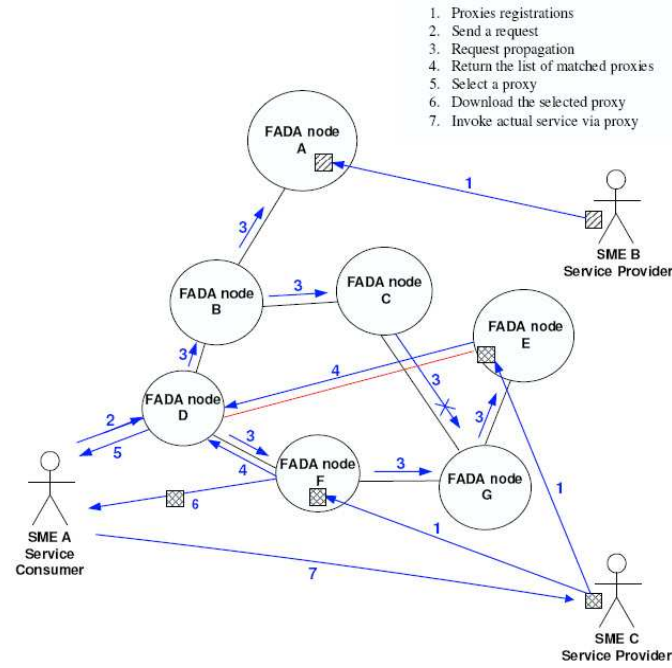 1. Proxies registrations
2. Send a request
3. Request propagation
4. Return the list of matched proxies
5. Select a proxy
6. Download the selected proxy
7. Invoke actual service via proxy
FADA node
A
1
SME B
Service Provider
3
FADA node
B
3
FADA node
C
FADA node
E
3
4
3
3
FADA node
D
2
5
3
4
FADA node
F
3
FADA node
G
6
1
1
SME A
Service
Consumer
7
SME C
Service Provider